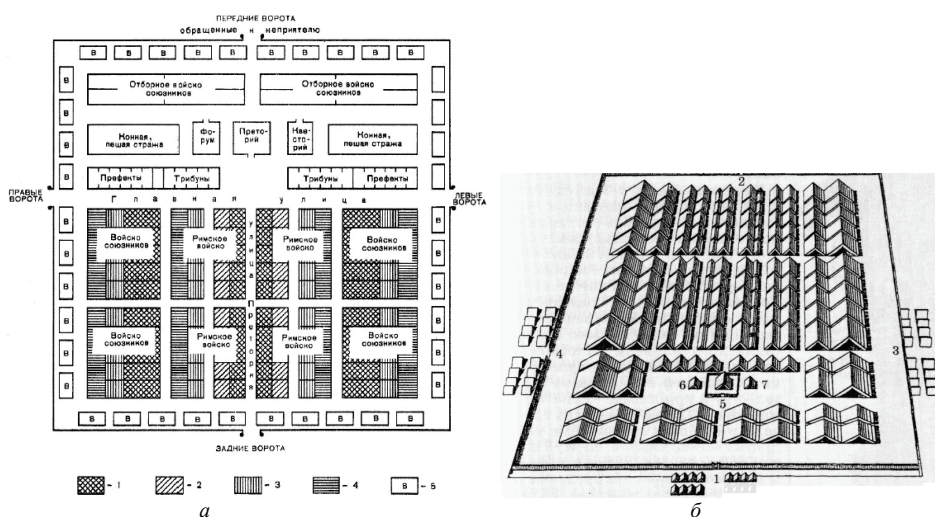 ПЕРЕДНИЕ ВОРОТА
обращенные к неприятелю
В В В В В В В В В
Отборное войско союзников
Отборное войско союзников
В
В
В
Конная, пешая стража
Форум
Преторий
Квесторий
Конная, пешая стража
Префекты Трибуны
Трибуны Префекты
ПРАВЫЕ ВОРОТА
ЛЕВЫЕ ВОРОТА
Главная улица
Войско союзников
Римское войско
Римское войско
Войско союзников
улица Претория
Войско союзников
Римское войско
Римское войско
Войско союзников
В В В В В В В В В
ЗАДНИЕ ВОРОТА
- 1
- 2
- 3
- 4
В - 5
а
2
4
3
6
7
5
1
б